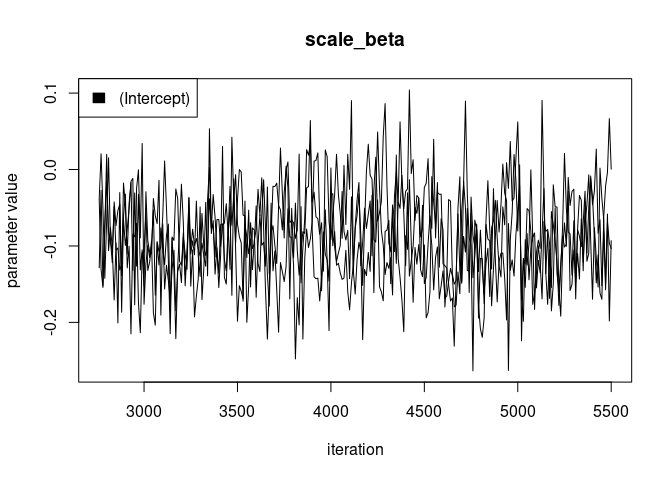 scale_beta
(Intercept)
parameter value
0.1
0.0
-0.1
-0.2
3000 3500 4000 4500 5000 5500
iteration